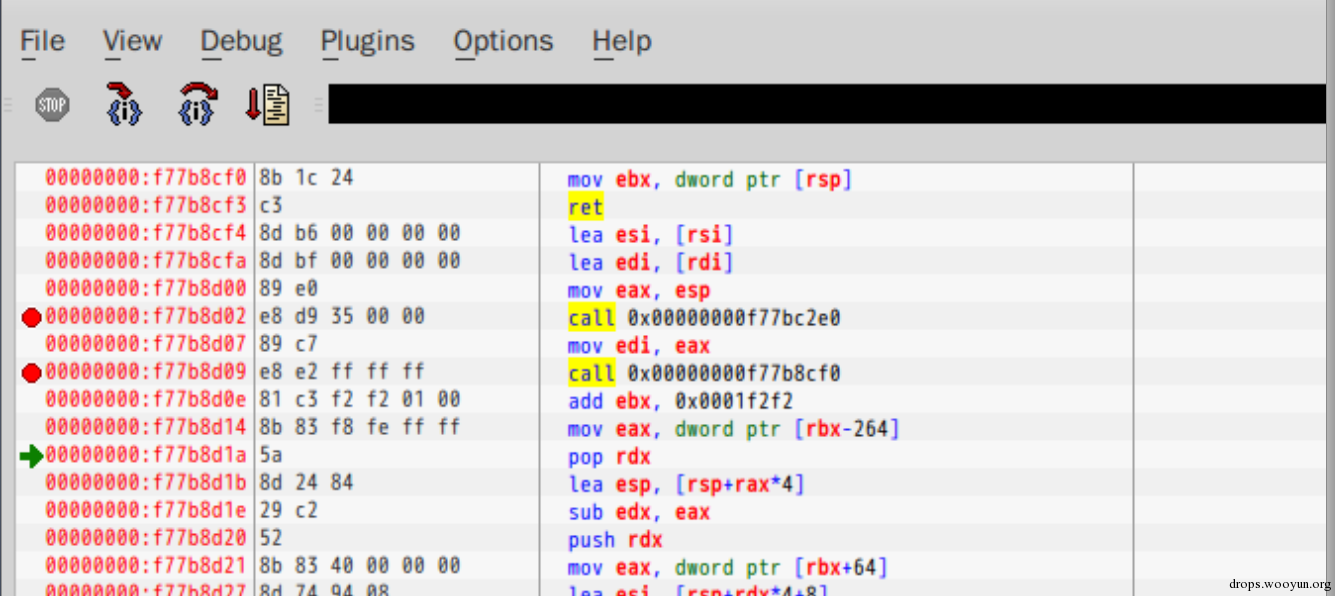 File View Debug Plugins Options Help
STOP {i} {i}
00000000:f77b8cf0 8b 1c 24 mov ebx, dword ptr [rsp]
00000000:f77b8cf3 c3 ret
00000000:f77b8cf4 8d b6 00 00 00 00 lea esi, [rsi]
00000000:f77b8cfa 8d bf 00 00 00 00 lea edi, [rdi]
00000000:f77b8d00 89 e0 mov eax, esp
00000000:f77b8d02 e8 d9 35 00 00 call 0x00000000f77bc2e0
00000000:f77b8d07 89 c7 mov edi, eax
00000000:f77b8d09 e8 e2 ff ff ff call 0x00000000f77b8cf0
00000000:f77b8d0e 81 c3 f2 f2 01 00 add ebx, 0x0001f2f2
00000000:f77b8d14 8b 83 f8 fe ff ff mov eax, dword ptr [rbx-264]
00000000:f77b8d1a 5a pop rdx
00000000:f77b8d1b 8d 24 84 lea esp, [rsp+rax*4]
00000000:f77b8d1e 29 c2 sub edx, eax
00000000:f77b8d20 52 push rdx
00000000:f77b8d21 8b 83 40 00 00 00 mov eax, dword ptr [rbx+64]
00000000:f77b8d27 8d 74 94 08 lea esi, [rsp+rdx*4+8]
drops.wooyun.org